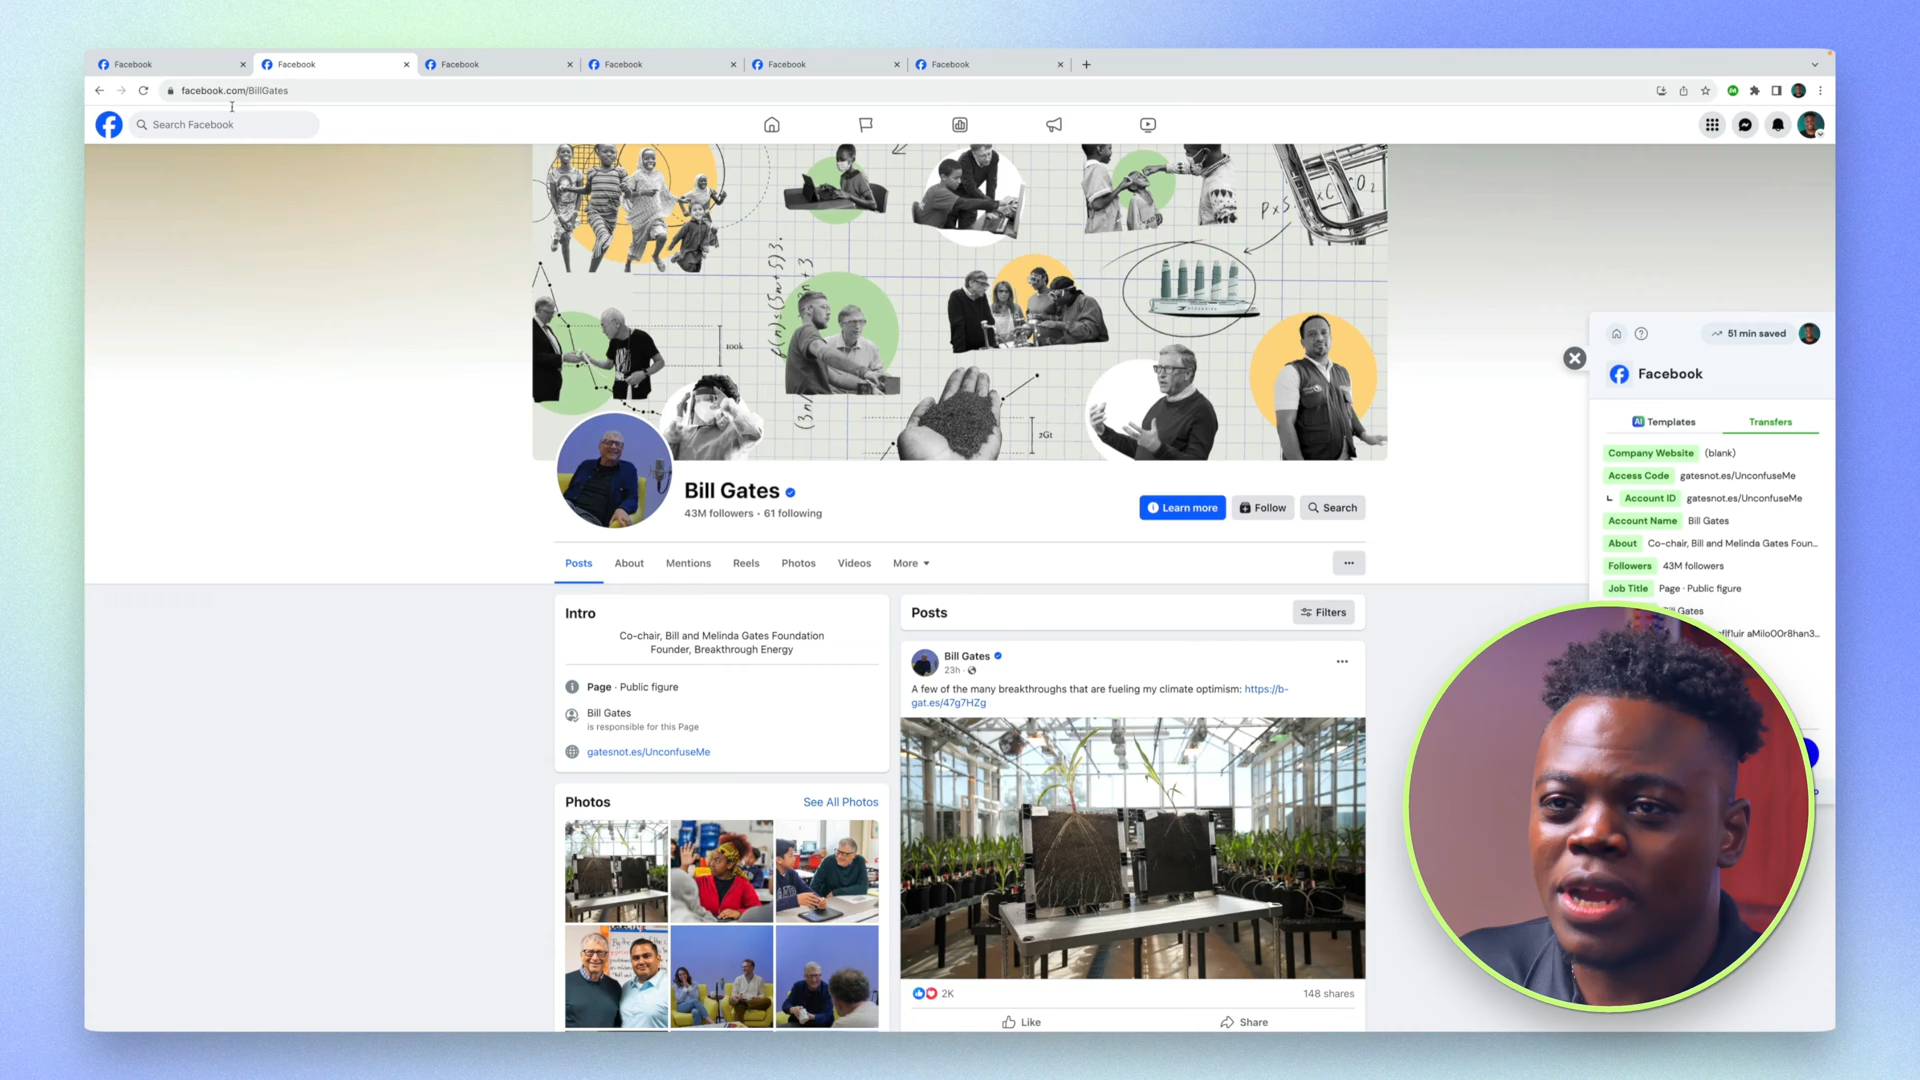 Facebook
Facebook
Facebook
Facebook
Facebook
Facebook
facebook.com/BillGates
Search Facebook
100k
2Gt
Bill Gates
43M followers · 61 following
Learn more
Follow
Search
Posts
About
Mentions
Reels
Photos
Videos
More
Intro
Co-chair, Bill and Melinda Gates Foundation
Founder, Breakthrough Energy
Page · Public figure
Bill Gates
is responsible for this Page
gatesnot.es/UnconfuseMe
Photos
See All Photos
Posts
Filters
Bill Gates
23h ·
A few of the many breakthroughs that are fueling my climate optimism: https://b-
gat.es/47g7HZg
2K
148 shares
Like
Share
51 min saved
Facebook
AI Templates
Transfers
Company Website (blank)
Access Code gatesnot.es/UnconfuseMe
Account ID gatesnot.es/UnconfuseMe
Account Name Bill Gates
About Co-chair, Bill and Melinda Gates Foun...
Followers 43M followers
Job Title Page · Public figure
Gates